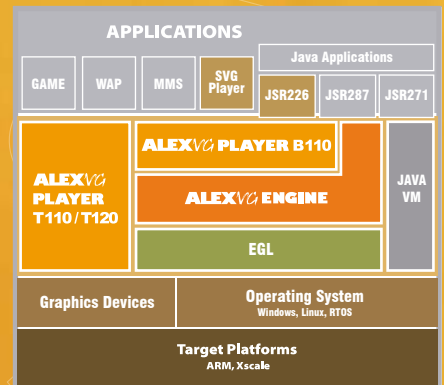 APPLICATIONS
Java Applications
GAME
WAP
MMS
SVG
Player
JSR226
JSR287
JSR271
ALEXVG
PLAYER
T110/T120
ALEXVG PLAYER B110
ALEXVG ENGINE
EGL
JAVA
VM
Graphics Devices
Operating System
Windows, Linux, RTOS
Target Platforms
ARM, Xscale